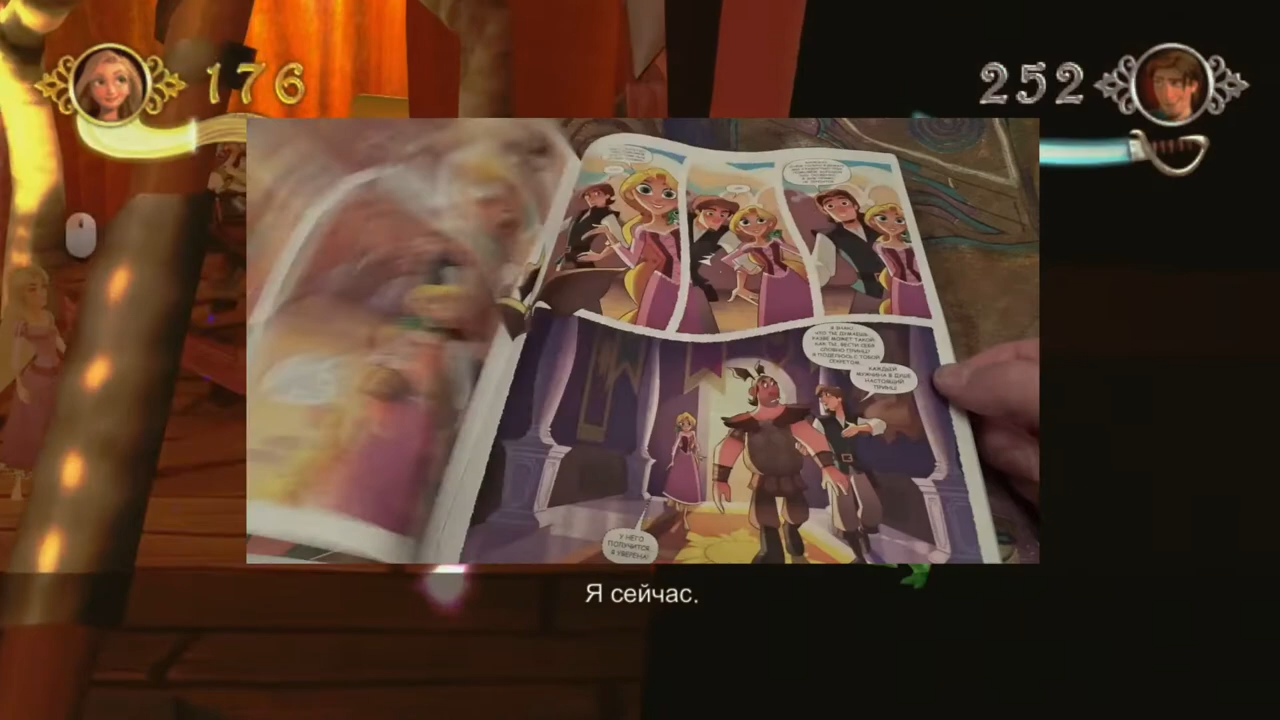 176
252
Я ЗНАЮ,
ЧТО ТЫ ДУМАЕШЬ:
РАЗВЕ МОЖЕТ ТАКОЙ,
КАК ТЫ, ВЕСТИ СЕБЯ
СЛОВНО ПРИНЦ?
Я ПОДЕЛЮСЬ С ТОБОЙ
СЕКРЕТОМ.
КАЖДЫЙ
МУЖЧИНА В ДУШЕ
НАСТОЯЩИЙ
ПРИНЦ!
У НЕГО
ПОЛУЧИТСЯ,
Я УВЕРЕНА!
Я сейчас.